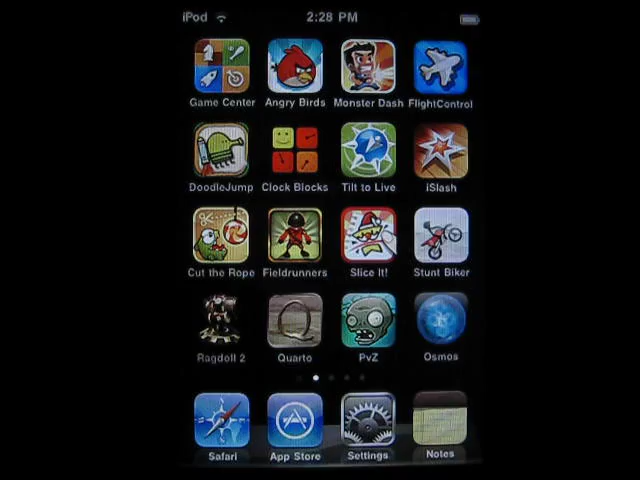 iPod 2:28 PM
Game Center Angry Birds Monster Dash FlightControl
DoodleJump Clock Blocks Tilt to Live iSlash
Cut the Rope Fieldrunners Slice It! Stunt Biker
Ragdoll 2 Quarto PvZ Osmos
Safari App Store Settings Notes